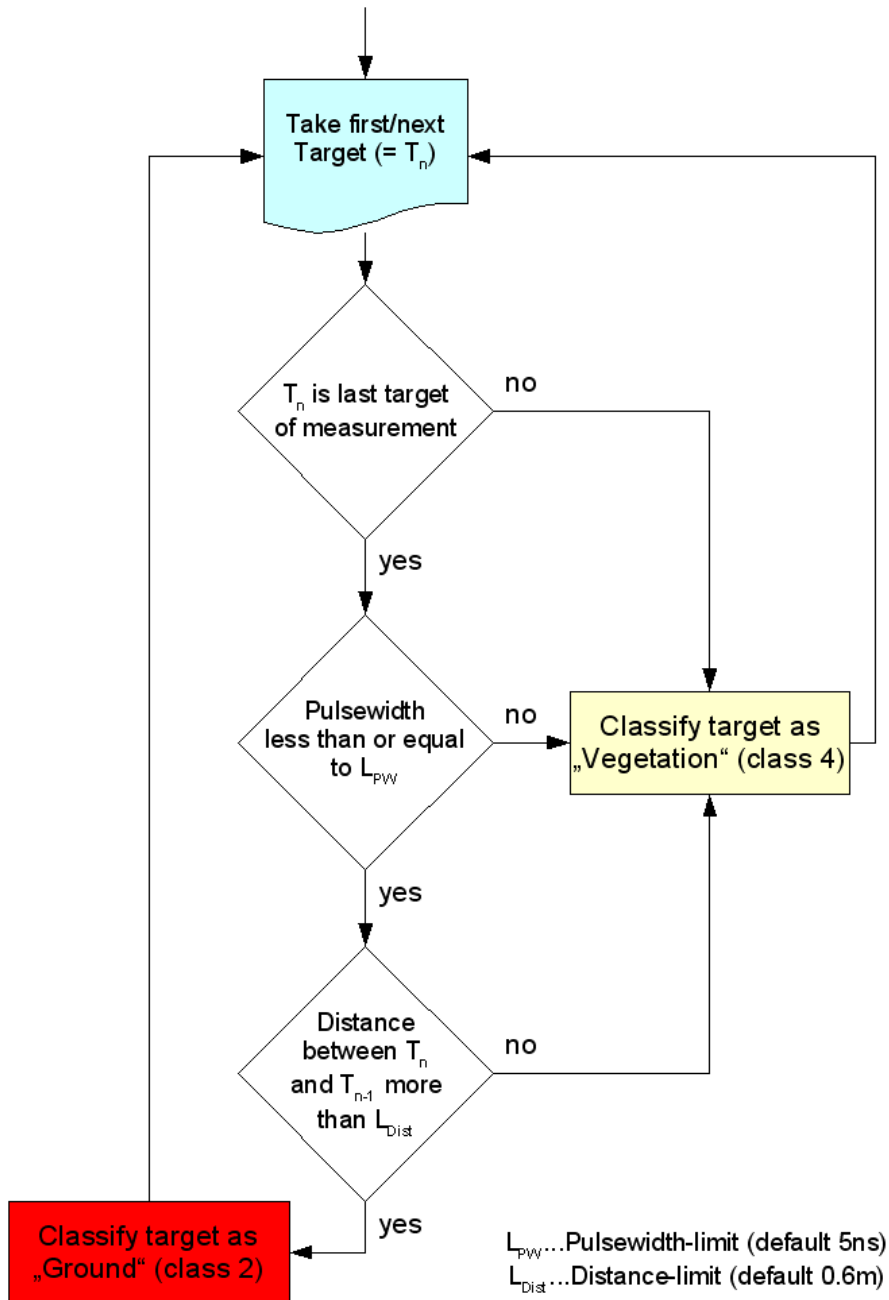 Take first/next
Target (= Tn)
Tn is last target
of measurement
no
yes
Pulsewidth
less than or equal
to LPW
no
Classify target as
„Vegetation“ (class 4)
yes
Distance
between Tn
and Tn-1 more
than LDist
no
yes
Classify target as
„Ground“ (class 2)
LPW...Pulsewidth-limit (default 5ns)
LDist...Distance-limit (default 0.6m)